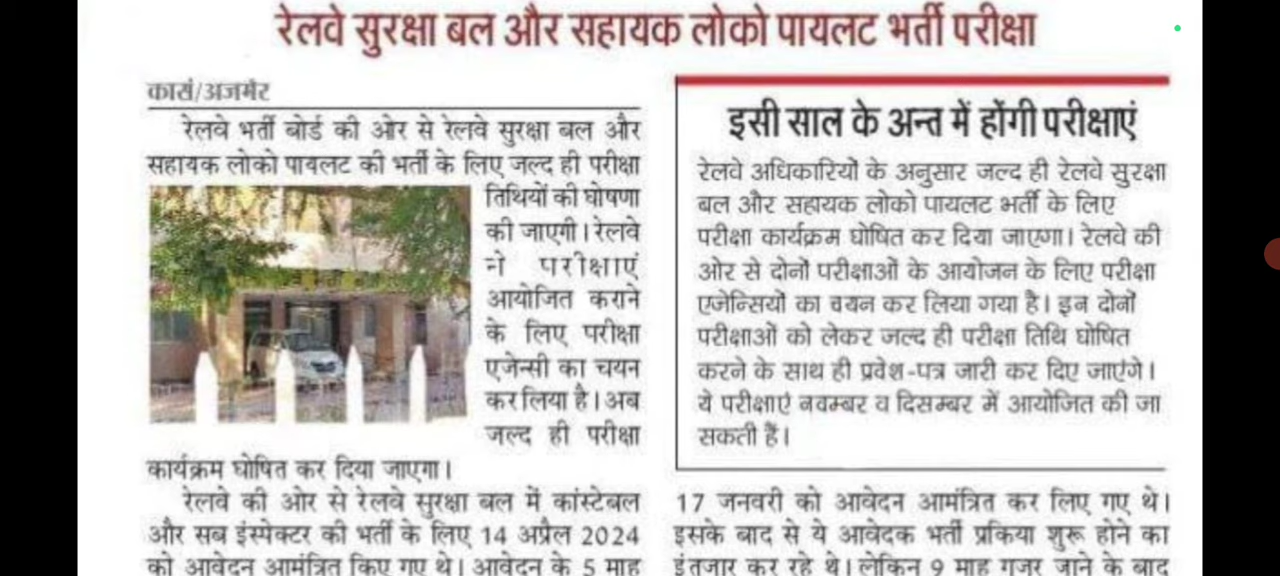 रेलवे सुरक्षा बल और सहायक लोको पायलट भर्ती परीक्षा
कासं/अजमेर
रेलवे भर्ती बोर्ड की ओर से रेलवे सुरक्षा बल और
सहायक लोको पायलट की भर्ती के लिए जल्द ही परीक्षा
तिथियों की घोषणा
की जाएगी। रेलवे
ने परीक्षाएं
आयोजित कराने
के लिए परीक्षा
एजेन्सी का चयन
कर लिया है। अब
जल्द ही परीक्षा
कार्यक्रम घोषित कर दिया जाएगा।
रेलवे की ओर से रेलवे सुरक्षा बल में कांस्टेबल
और सब इंस्पेक्टर की भर्ती के लिए 14 अप्रैल 2024
को आवेदन आमंत्रित किए गए थे। आवेदन के 5 माह
इसी साल के अन्त में होंगी परीक्षाएं
रेलवे अधिकारियों के अनुसार जल्द ही रेलवे सुरक्षा
बल और सहायक लोको पायलट भर्ती के लिए
परीक्षा कार्यक्रम घोषित कर दिया जाएगा। रेलवे की
ओर से दोनों परीक्षाओं के आयोजन के लिए परीक्षा
एजेन्सियों का चयन कर लिया गया है। इन दोनों
परीक्षाओं को लेकर जल्द ही परीक्षा तिथि घोषित
करने के साथ ही प्रवेश-पत्र जारी कर दिए जाएंगे।
ये परीक्षाएं नवम्बर व दिसम्बर में आयोजित की जा
सकती हैं।
17 जनवरी को आवेदन आमंत्रित कर लिए गए थे।
इसके बाद से ये आवेदक भर्ती प्रकिया शुरू होने का
इंतजार कर रहे थे। लेकिन 9 माह गुजर जाने के बाद